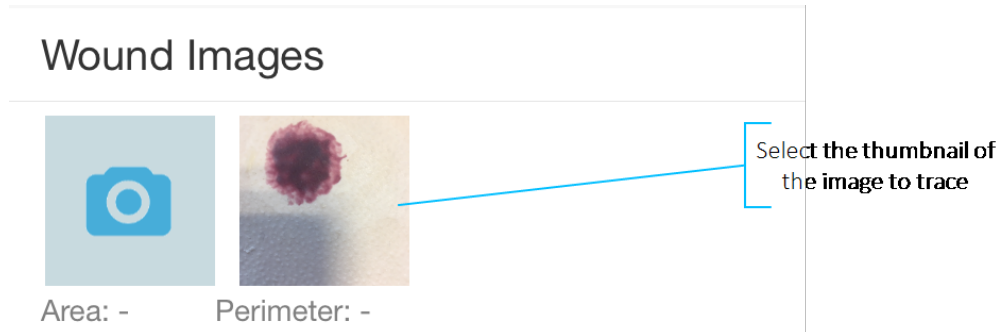 Wound Images
Select the thumbnail of
the image to trace
Area: -
Perimeter: -